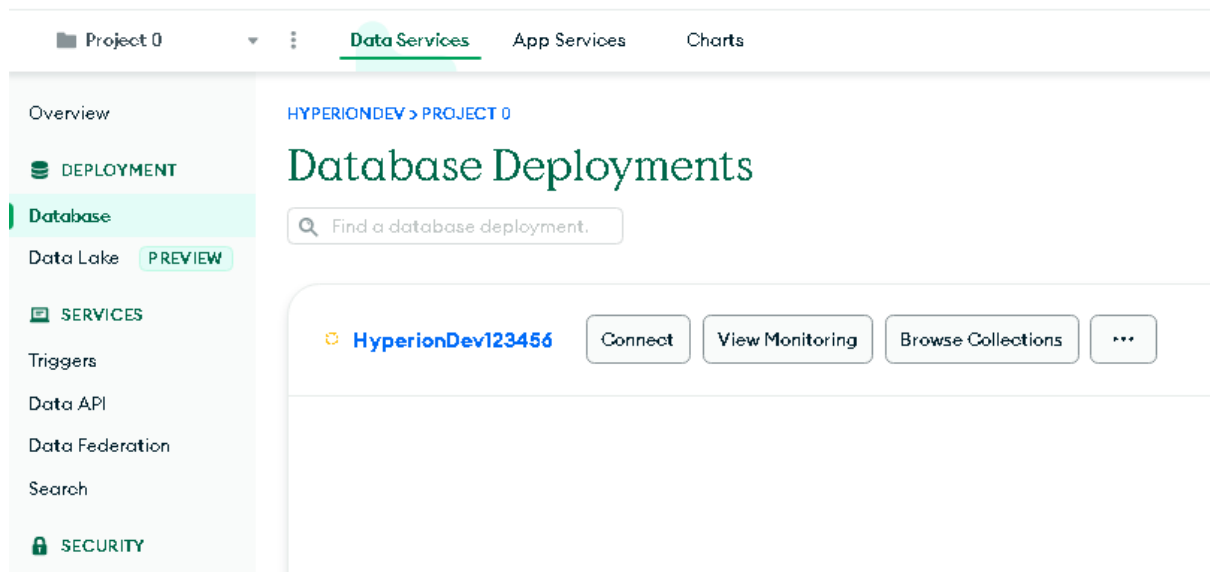 Project 0
Data Services
App Services
Charts
Overview
DEPLOYMENT
Database
Data Lake PREVIEW
SERVICES
Triggers
Data API
Data Federation
Search
SECURITY
HYPERIONDEV > PROJECT 0
Database Deployments
Find a database deployment.
HyperionDev123456
Connect
View Monitoring
Browse Collections
...